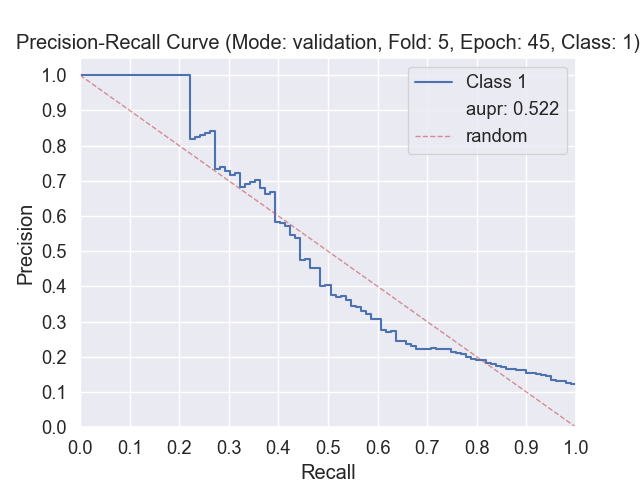 Precision-Recall Curve (Mode: validation, Fold: 5, Epoch: 45, Class: 1)
Class 1
aupr: 0.522
random
Precision
1.0
0.9
0.8
0.7
0.6
0.5
0.4
0.3
0.2
0.1
0.0
0.0 0.1 0.2 0.3 0.4 0.5 0.6 0.7 0.8 0.9 1.0
Recall